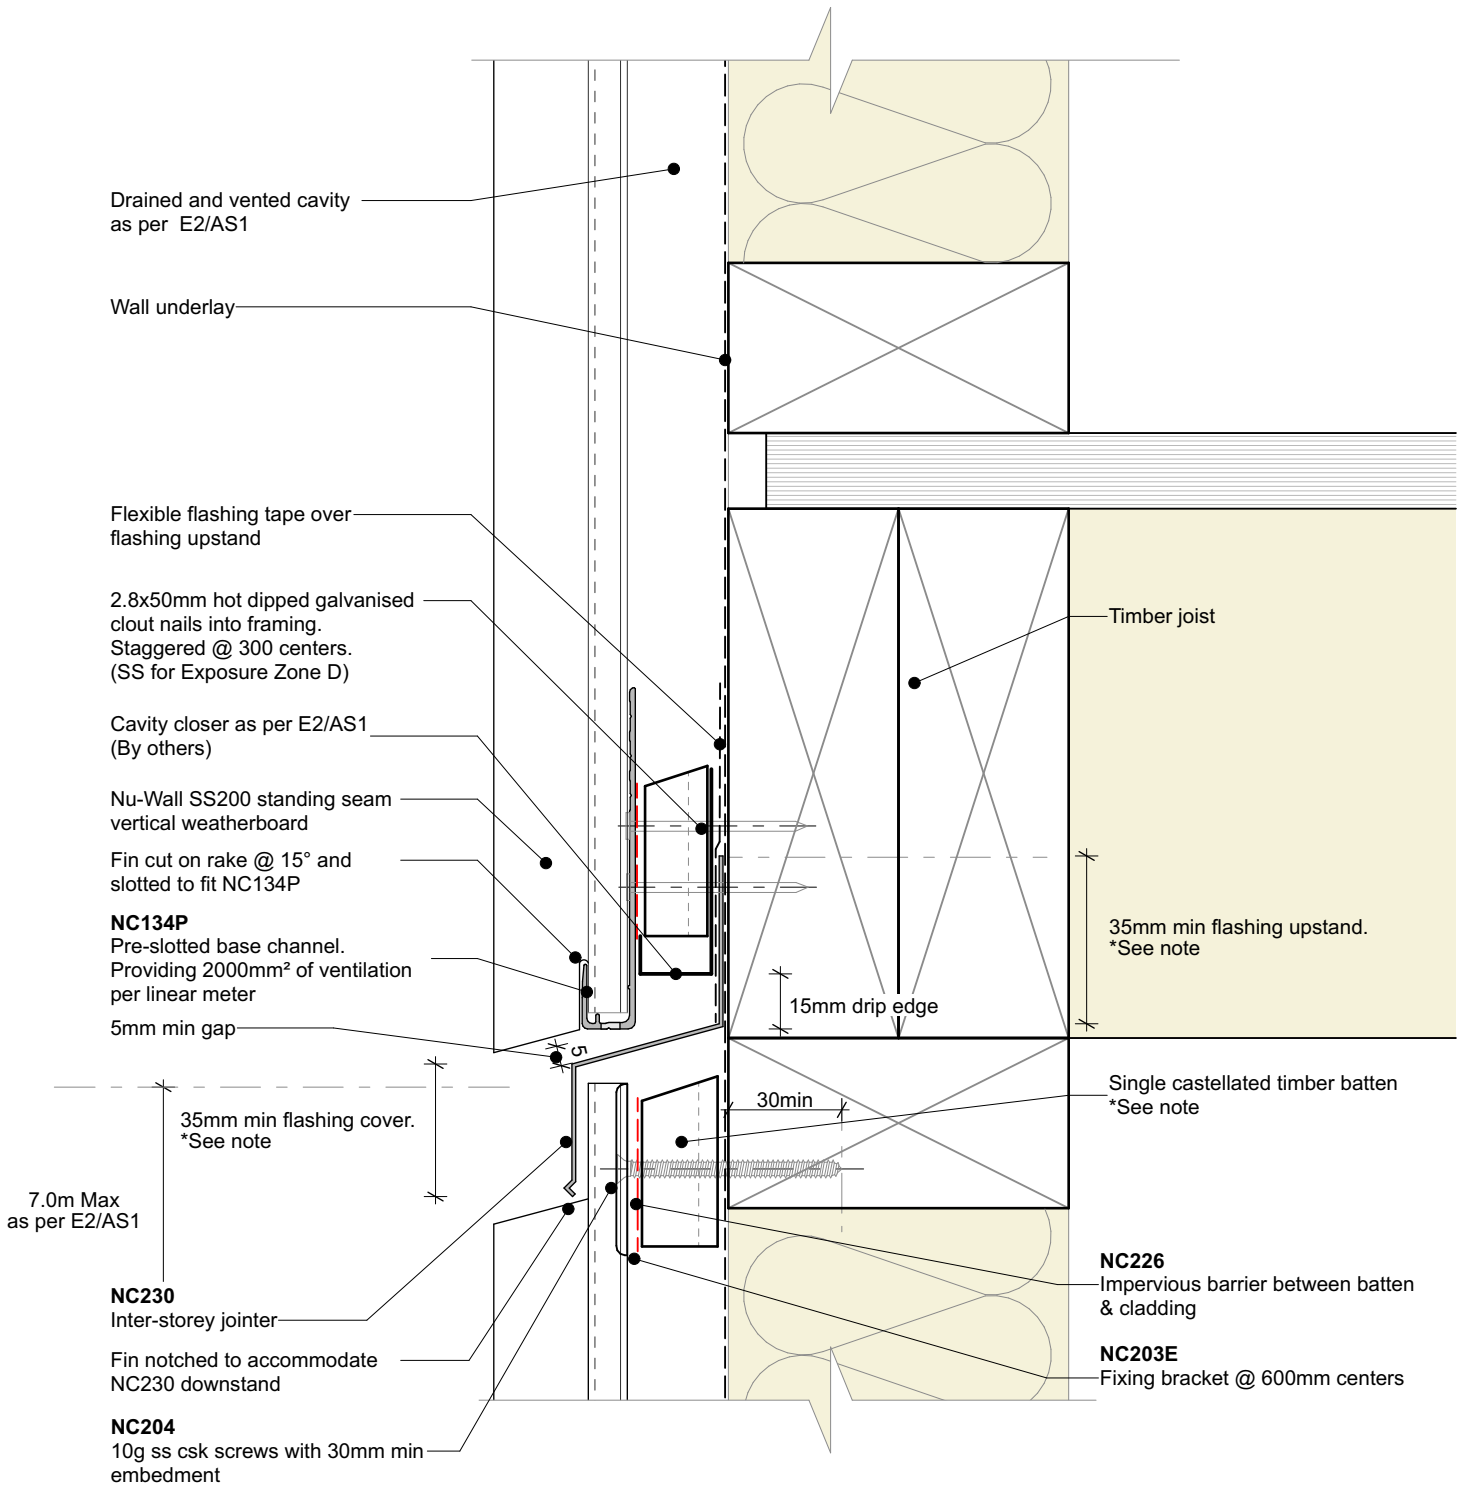 Drained and vented cavity
as per E2/AS1
Wall underlay
Flexible flashing tape over
flashing upstand
2.8x50mm hot dipped galvanised
clout nails into framing.
Staggered @ 300 centers.
(SS for Exposure Zone D)
Cavity closer as per E2/AS1
(By others)
Nu-Wall SS200 standing seam
vertical weatherboard
Fin cut on rake @ 15° and
slotted to fit NC134P
NC134P
Pre-slotted base channel.
Providing 2000mm² of ventilation
per linear meter
5mm min gap
5
35mm min flashing cover.
*See note
7.0m Max
as per E2/AS1
NC230
Inter-storey jointer
Fin notched to accommodate
NC230 downstand
NC204
10g ss csk screws with 30mm min
embedment
Timber joist
35mm min flashing upstand.
*See note
15mm drip edge
30min
Single castellated timber batten
*See note
NC226
Impervious barrier between batten
& cladding
NC203E
Fixing bracket @ 600mm centers